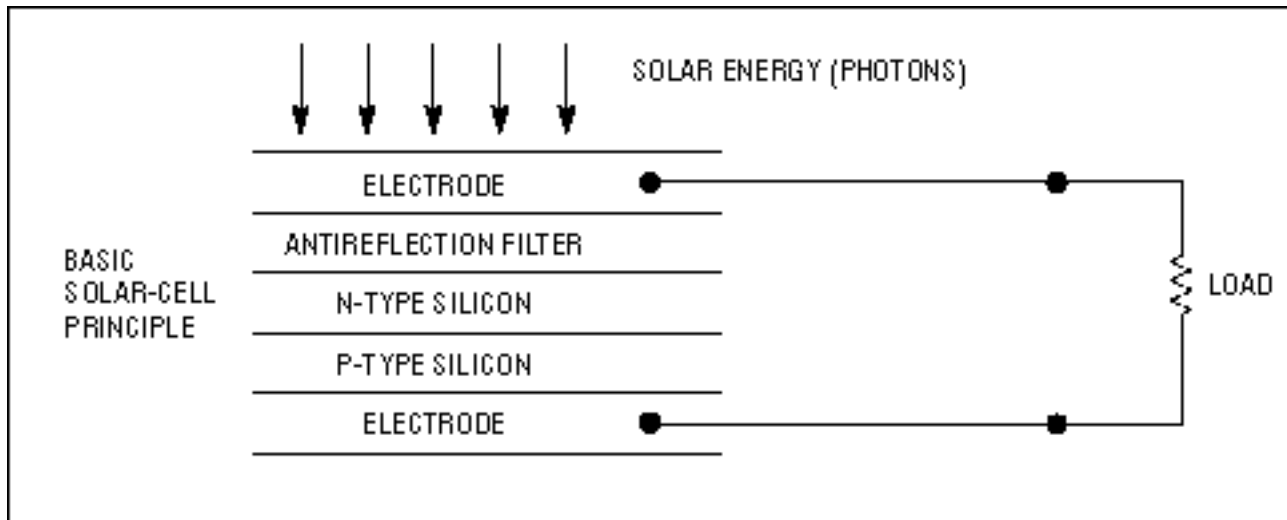 SOLAR ENERGY (PHOTONS)
ELECTRODE
ANTIREFLECTION FILTER
BASIC
SOLAR-CELL
PRINCIPLE
N-TYPE SILICON
LOAD
P-TYPE SILICON
ELECTRODE